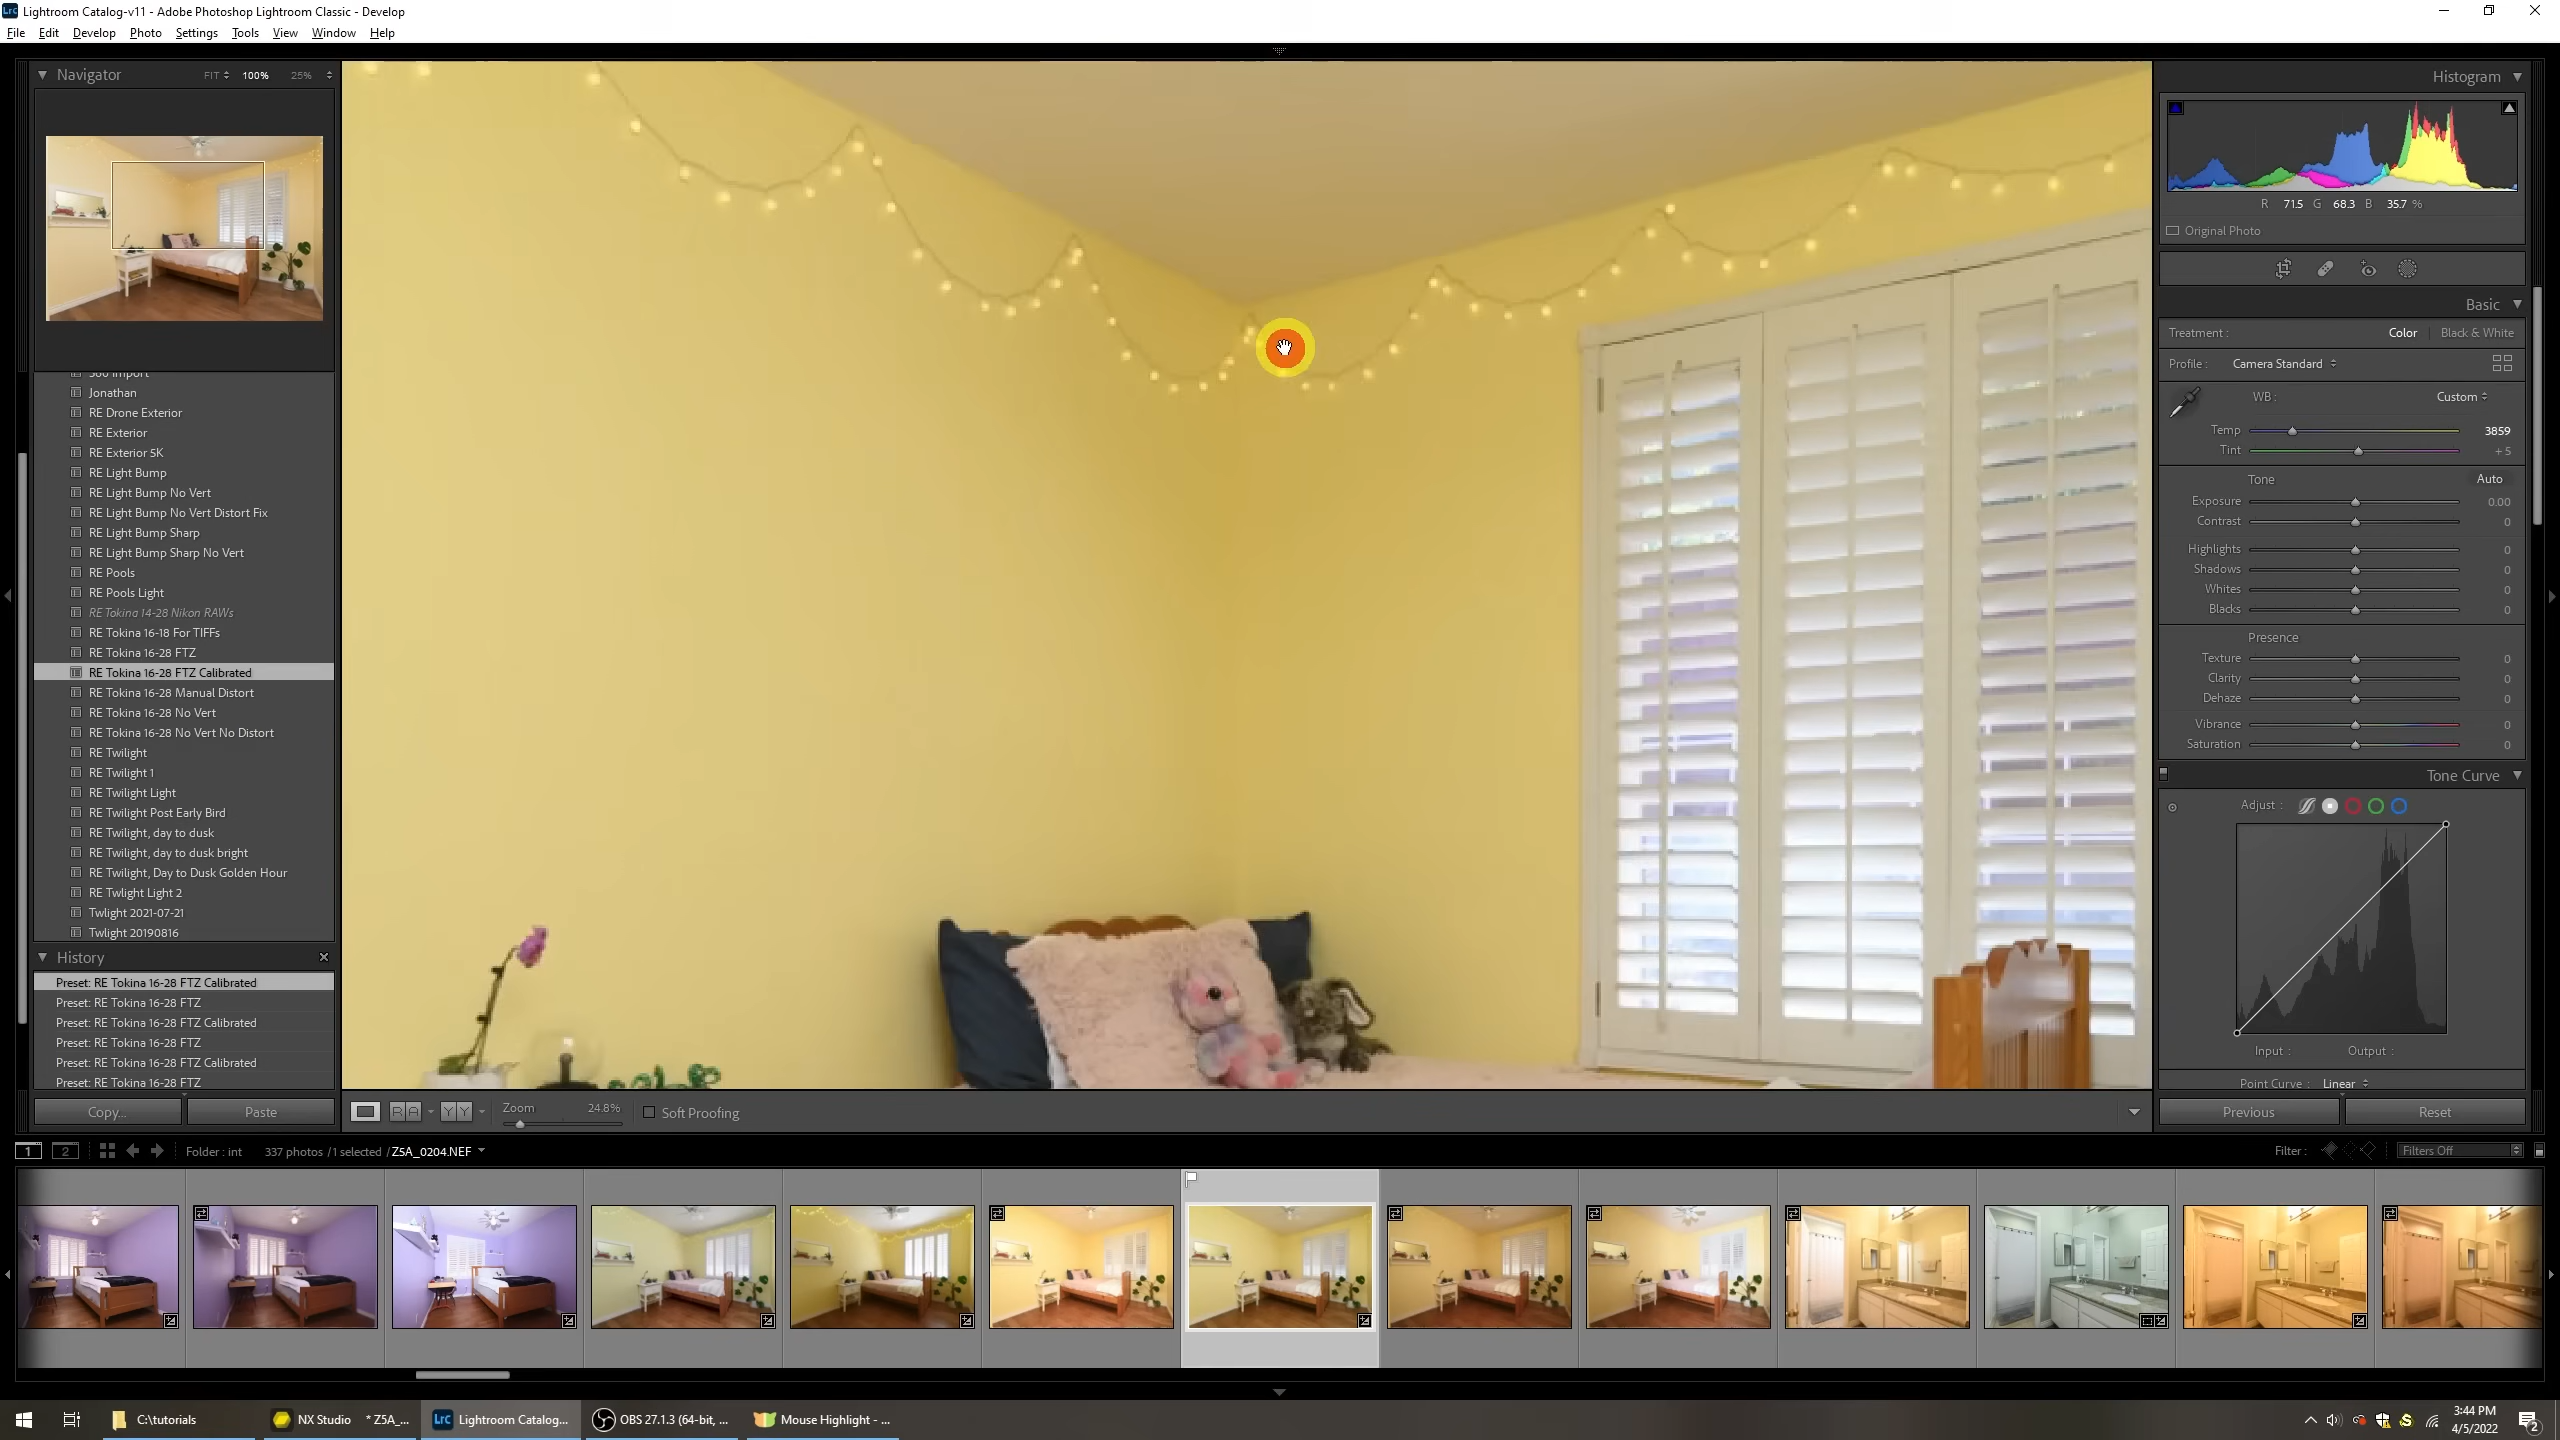 Lrc Lightroom Catalog-v11 - Adobe Photoshop Lightroom Classic - Develop
File Edit Develop Photo Settings Tools View Window Help
Navigator FIT 100% 25%
Jonathan
RE Drone Exterior
RE Exterior
RE Exterior SK
RE Light Bump
RE Light Bump No Vert
RE Light Bump No Vert Distort Fix
RE Light Bump Sharp
RE Light Bump Sharp No Vert
RE Pools
RE Pools Light
RE Tokina 14-28 Nikon RAWs
RE Tokina 16-18 For TIFFs
RE Tokina 16-28 FTZ
RE Tokina 16-28 FTZ Calibrated
RE Tokina 16-28 Manual Distort
RE Tokina 16-28 No Vert
RE Tokina 16-28 No Vert No Distort
RE Twilight
RE Twilight 1
RE Twilight Light
RE Twilight Post Early Bird
RE Twilight, day to dusk
RE Twilight, day to dusk bright
RE Twilight, Day to Dusk Golden Hour
RE Twlight Light 2
Twlight 2021-07-21
Twlight 20190816
History
Preset: RE Tokina 16-28 FTZ Calibrated
Preset: RE Tokina 16-28 FTZ
Preset: RE Tokina 16-28 FTZ Calibrated
Preset: RE Tokina 16-28 FTZ
Preset: RE Tokina 16-28 FTZ Calibrated
Preset: RE Tokina 16-28 FTZ
Copy... Paste
Histogram
R 71.5 G 68.3 B 35.7 %
Original Photo
Basic
Treatment : Color Black & White
Profile : Camera Standard
WB : Custom
Temp 3859
Tint + 5
Tone Auto
Exposure 0.00
Contrast 0
Highlights 0
Shadows 0
Whites 0
Blacks 0
Presence
Texture 0
Clarity 0
Dehaze 0
Vibrance 0
Saturation 0
Tone Curve
Adjust :
Input : Output :
Point Curve : Linear
Previous Reset
R A Y Y Zoom 24.8% Soft Proofing
1 2 Folder : int 337 photos / 1 selected / Z5A_0204.NEF Filter : Filters Off
C:\tutorials NX Studio * Z5A_... Lrc Lightroom Catalog... OBS 27.1.3 (64-bit, ... Mouse Highlight - ...
3:44 PM
4/5/2022
2